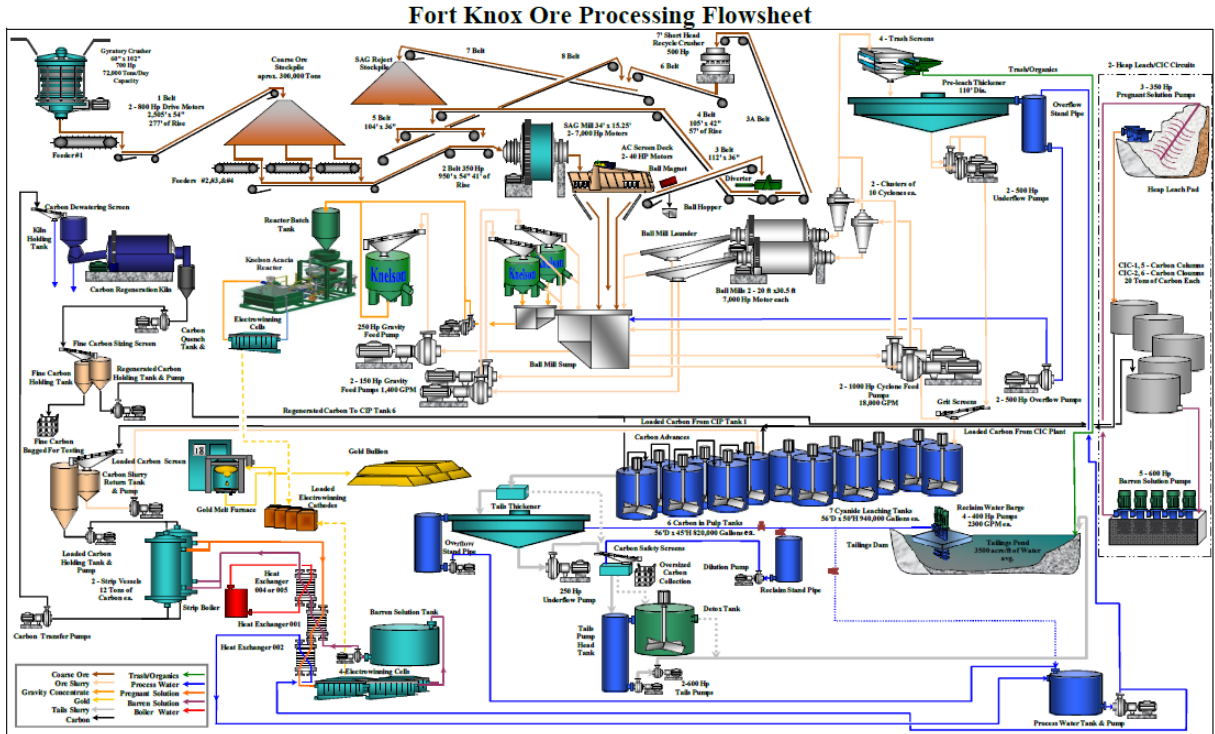 Fort Knox Ore Processing Flowsheet
Gyratory Crusher
60" x 102"
700 Hp
72,000 Tons/Day
Capacity
1 Belt
2 - 800 Hp Drive Motors
2,505' x 54"
277' of Rise
Feeder #1
Coarse Ore
Stockpile
aprox. 300,000 Tons
Feeders #2,#3,&#4
SAG Reject
Stockpile
7 Belt
8 Belt
5 Belt
104' x 36"
2 Belt 350 Hp
950' x 54" 41' of
Rise
SAG Mill 34' x 15.25'
2- 7,000 Hp Motors
AC Screen Deck
2- 40 HP Motors
7' Short Head
Recycle Crusher
500 Hp
6 Belt
4 Belt
105' x 42"
57' of Rise
3A Belt
3 Belt
112' x 36"
Ball Magnet
Diverter
Ball Hopper
4 - Trash Screens
Trash/Organics
Pre-leach Thickener
110' Dia.
Overflow
Stand Pipe
2 - Clusters of
10 Cyclones ea.
2 - 500 Hp
Underflow Pumps
2- Heap Leach/CIC Circuits
3 - 350 Hp
Pregnant Solution Pumps
Heap Leach Pad
CIC-1, 5 - Carbon Columns
CIC-2, 6 - Carbon Cloumns
20 Tons of Carbon Each
5 - 600 Hp
Barren Solution Pumps
Carbon Dewatering Screen
Kiln
Holding
Tank
Carbon Regeneration Kiln
Carbon
Quench
Tank &
Reactor Batch
Tank
Knelson Acacia
Reactor
Electrowinning
Cells
Knelson
Knelson
250 Hp Gravity
Feed Pump
2 - 150 Hp Gravity
Feed Pumps 1,400 GPM
Ball Mill Sump
Ball Mill Launder
Ball Mills 2 - 20 ft x30.5 ft
7,000 Hp Motor each
2 - 1000 Hp Cyclone Feed
Pumps
18,000 GPM
Grit Screens
2 - 500 Hp Overflow Pumps
Fine Carbon Sizing Screen
Fine Carbon
Holding Tank
Regenerated Carbon
Holding Tank & Pump
Regenerated Carbon To CIP Tank 6
Fine Carbon
Bagged For Testing
Loaded Carbon Screen
Carbon Slurry
Return Tank
& Pump
Loaded Carbon
Holding Tank &
Pump
Gold Melt Furnace
Gold Bullion
Loaded
Electrowinning
Cathodes
Loaded Carbon From CIP Tank 1
Loaded Carbon From CIC Plant
Carbon Advances
7 Cyanide Leaching Tanks
56'D x 50'H 940,000 Gallons ea.
6 Carbon in Pulp Tanks
56'D x 45'H 820,000 Gallons ea.
Tails Thickener
Overflow
Stand Pipe
Carbon Safety Screens
Oversized
Carbon
Collection
250 Hp
Underflow Pump
Dilution Pump
Reclaim Stand Pipe
Reclaim Water Barge
4 - 400 Hp Pumps
2300 GPM ea.
Tailings Dam
Tailings Pond
3500 acre/ft of Water
avg.
Detox Tank
Tails
Pump
Head
Tank
2-600 Hp
Tails Pumps
Process Water Tank & Pump
2 - Strip Vessels
12 Tons of
Carbon ea.
Strip Boiler
Heat
Exchanger
004 or 005
Heat Exchanger 001
Heat Exchanger 002
Barren Solution Tank
4-Electrowinning Cells
Carbon Transfer Pumps
Coarse Ore
Ore Slurry
Gravity Concentrate
Gold
Tails Slurry
Carbon
Trash/Organics
Process Water
Pregnant Solution
Barren Solution
Boiler Water